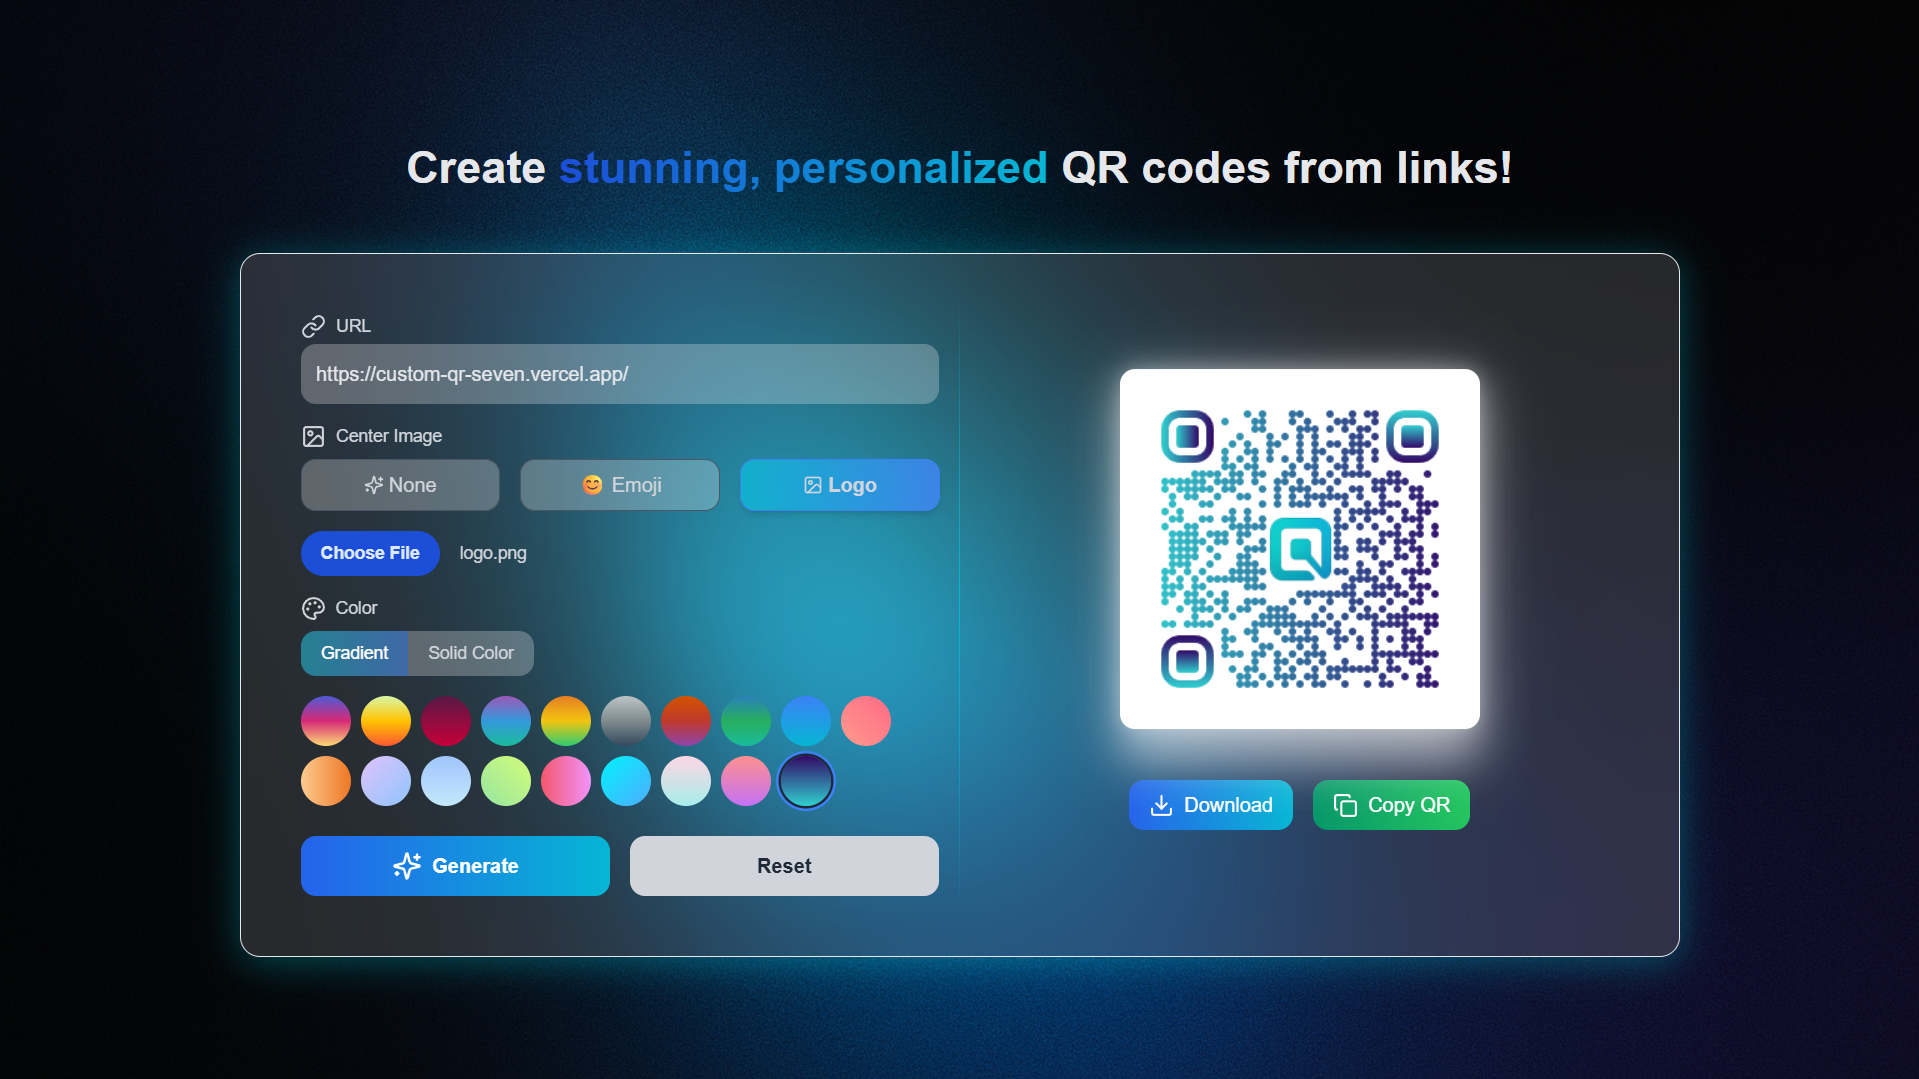 Create stunning, personalized QR codes from links!
URL
https://custom-qr-seven.vercel.app/
Center Image
None
Emoji
Logo
Choose File
logo.png
Color
Gradient
Solid Color
Generate
Reset
Download
Copy QR